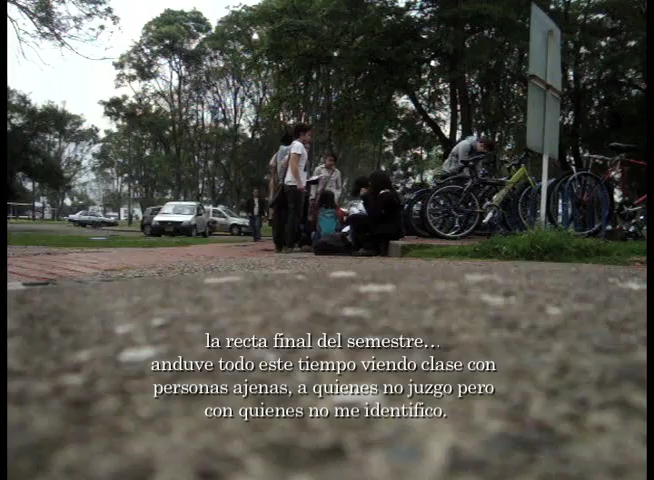 la recta final del semestre...
anduve todo este tiempo viendo clase con
personas ajenas, a quienes no juzgo pero
con quienes no me identifico.